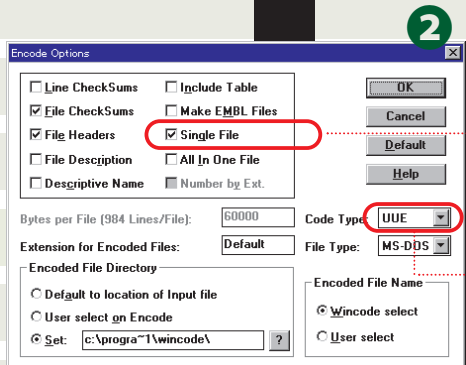 2
Encode Options
Line CheckSums
Include Table
OK
File CheckSums
Make EMBL Files
Cancel
File Headers
Single File
Default
File Description
All In One File
Help
Descriptive Name
Number by Ext.
Bytes per File (984 Lines/File): 60000
Code Type: UUE
Extension for Encoded Files: Default
File Type: MS-DOS
Encoded File Directory
Default to location of Input file
User select on Encode
Set: c:\progra~1\wincode\ ?
Encoded File Name
Wincode select
User select